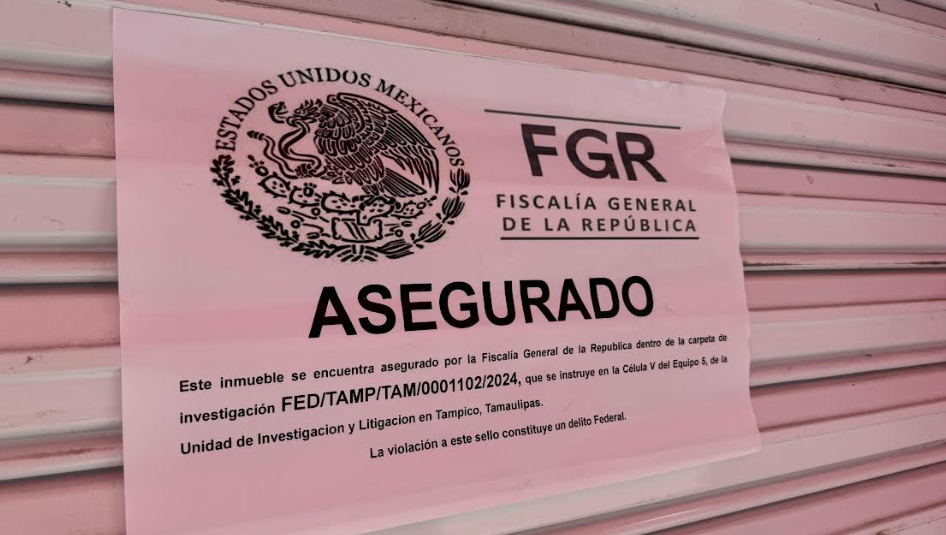 ESTADOS UNIDOS MEXICANOS
FGR
FISCALÍA GENERAL
DE LA REPÚBLICA
ASEGURADO
Este inmueble se encuentra asegurado por la Fiscalía General de la Republica dentro de la carpeta de
investigación FED/TAMP/TAM/0001102/2024, que se instruye en la Célula V del Equipo 5, de la
Unidad de Investigacion y Litigacion en Tampico, Tamaulipas.
La violación a este sello constituye un delito Federal.